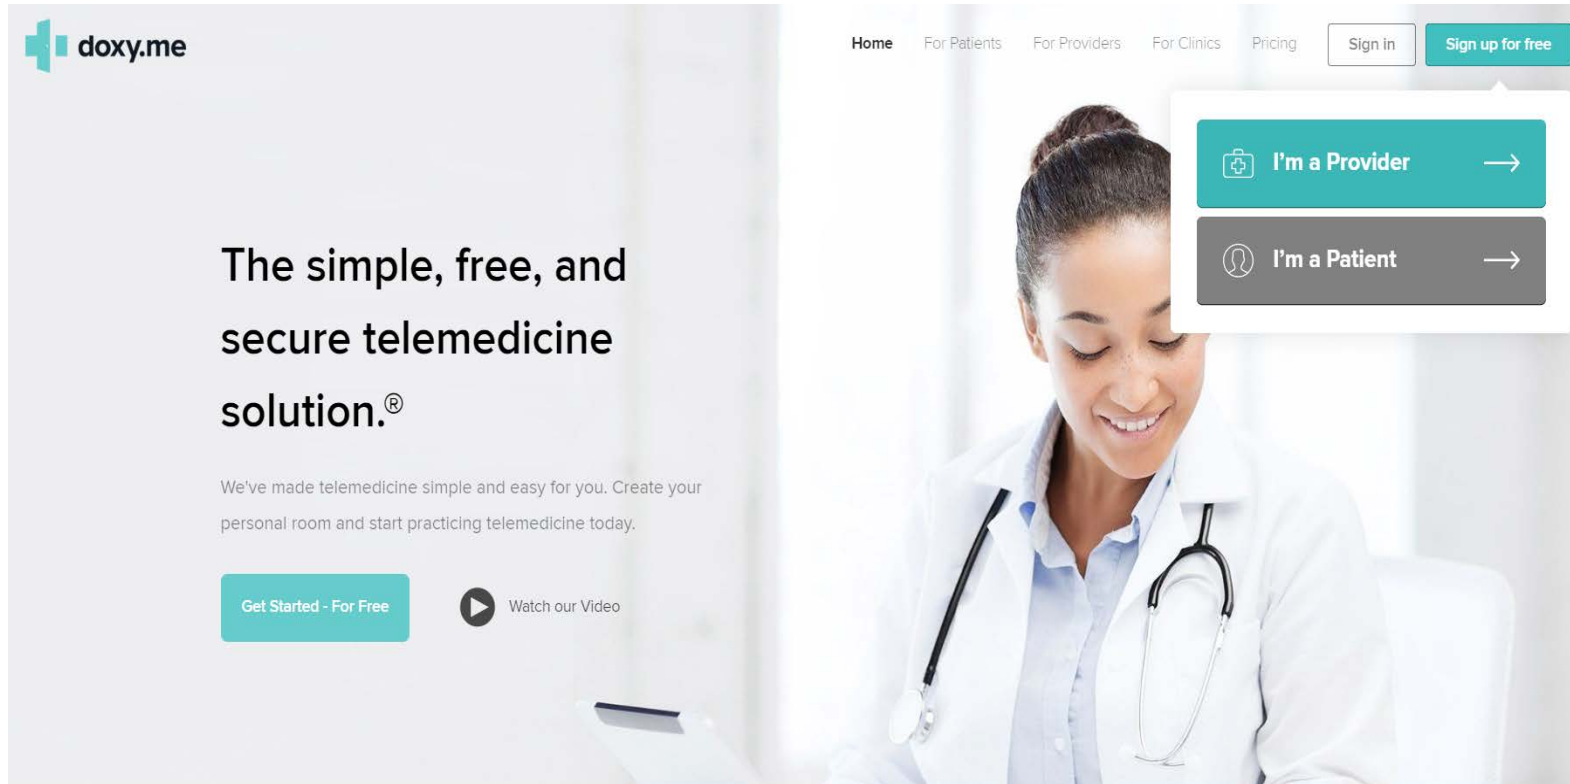 doxy.me
Home For Patients For Providers For Clinics Pricing Sign in Sign up for free
I'm a Provider
I'm a Patient
The simple, free, and
secure telemedicine
solution.®
We've made telemedicine simple and easy for you. Create your
personal room and start practicing telemedicine today.
Get Started - For Free Watch our Video